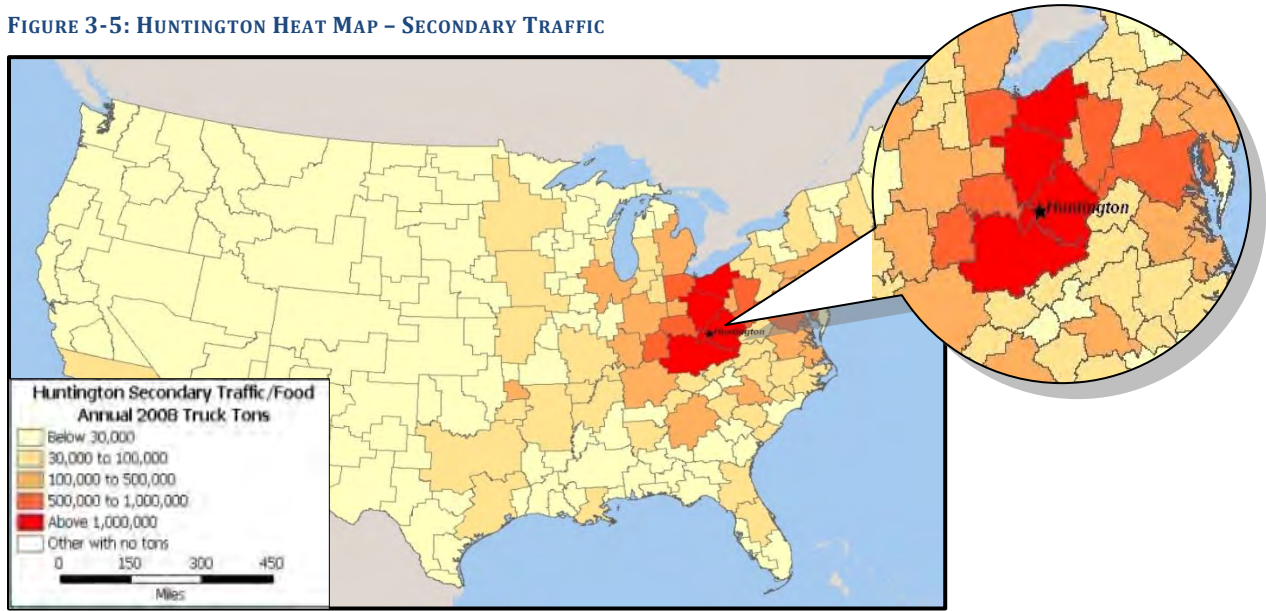 FIGURE 3-5: HUNTINGTON HEAT MAP – SECONDARY TRAFFIC
Huntington
Huntington
Huntington Secondary Traffic/Food
Annual 2008 Truck Tons
Below 30,000
30,000 to 100,000
100,000 to 500,000
500,000 to 1,000,000
Above 1,000,000
Other with no tons
0 150 300 450
Miles